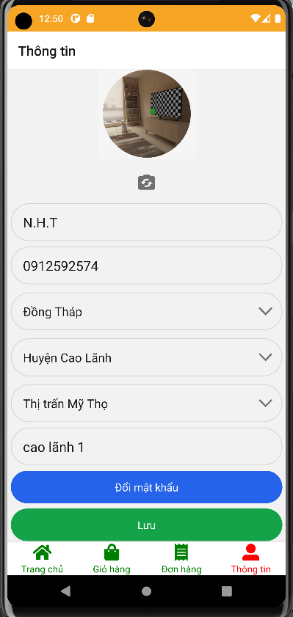 12:50
Thông tin
N.H.T
0912592574
Đồng Tháp
Huyện Cao Lãnh
Thị trấn Mỹ Thọ
cao lãnh 1
Đổi mật khẩu
Lưu
Trang chủ Giỏ hàng Đơn hàng Thông tin